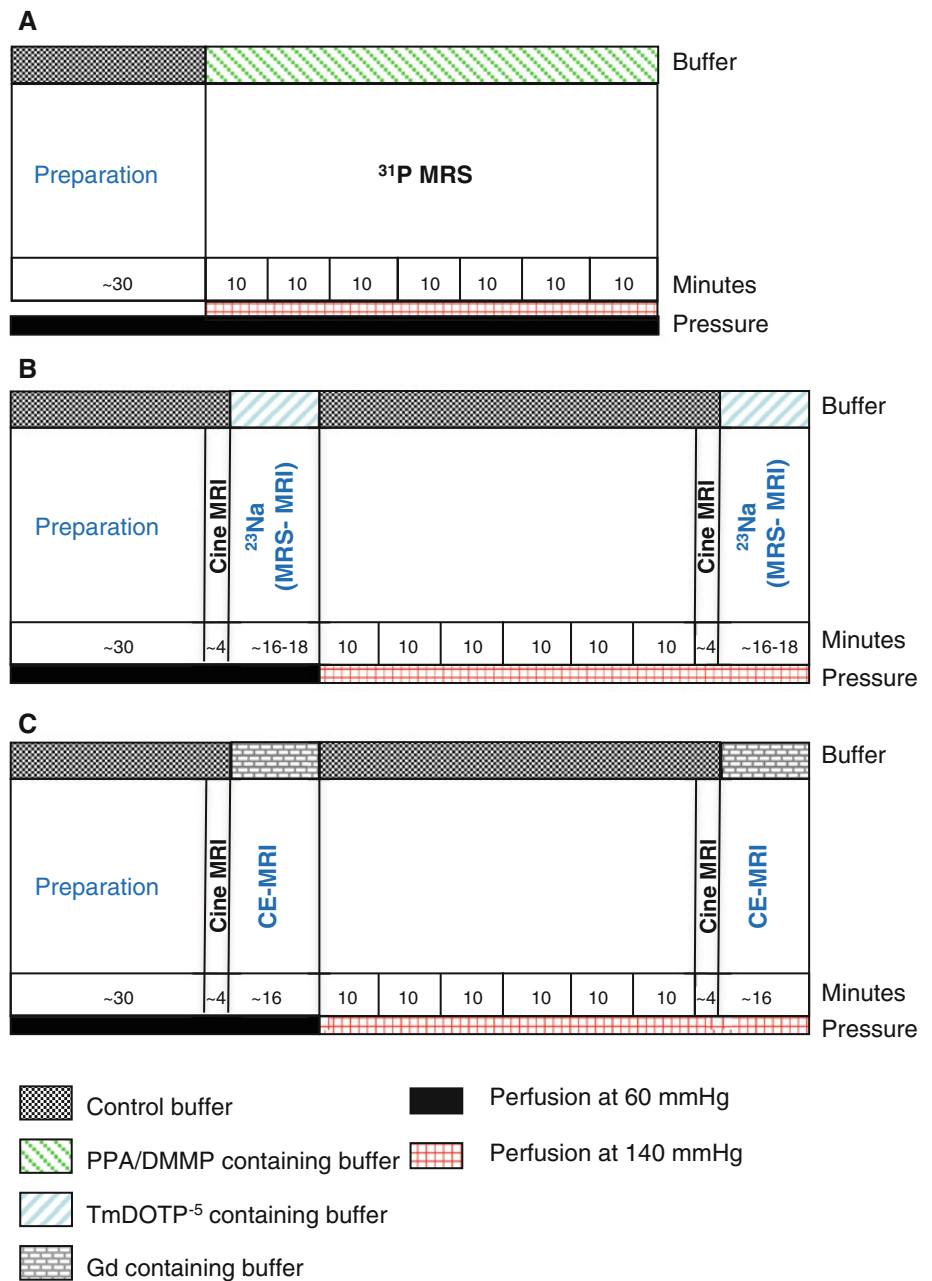 A
Buffer
Preparation
³¹P MRS
~30 10 10 10 10 10 10 10 Minutes
Pressure
B
Buffer
Preparation
Cine MRI
²³Na
(MRS- MRI)
Cine MRI
²³Na
(MRS- MRI)
~30 ~4 ~16-18 10 10 10 10 10 10 ~4 ~16-18 Minutes
Pressure
C
Buffer
Preparation
Cine MRI
CE-MRI
Cine MRI
CE-MRI
~30 ~4 ~16 10 10 10 10 10 10 ~4 ~16 Minutes
Pressure
Control buffer
Perfusion at 60 mmHg
PPA/DMMP containing buffer
Perfusion at 140 mmHg
TmDOTP⁻⁵ containing buffer
Gd containing buffer